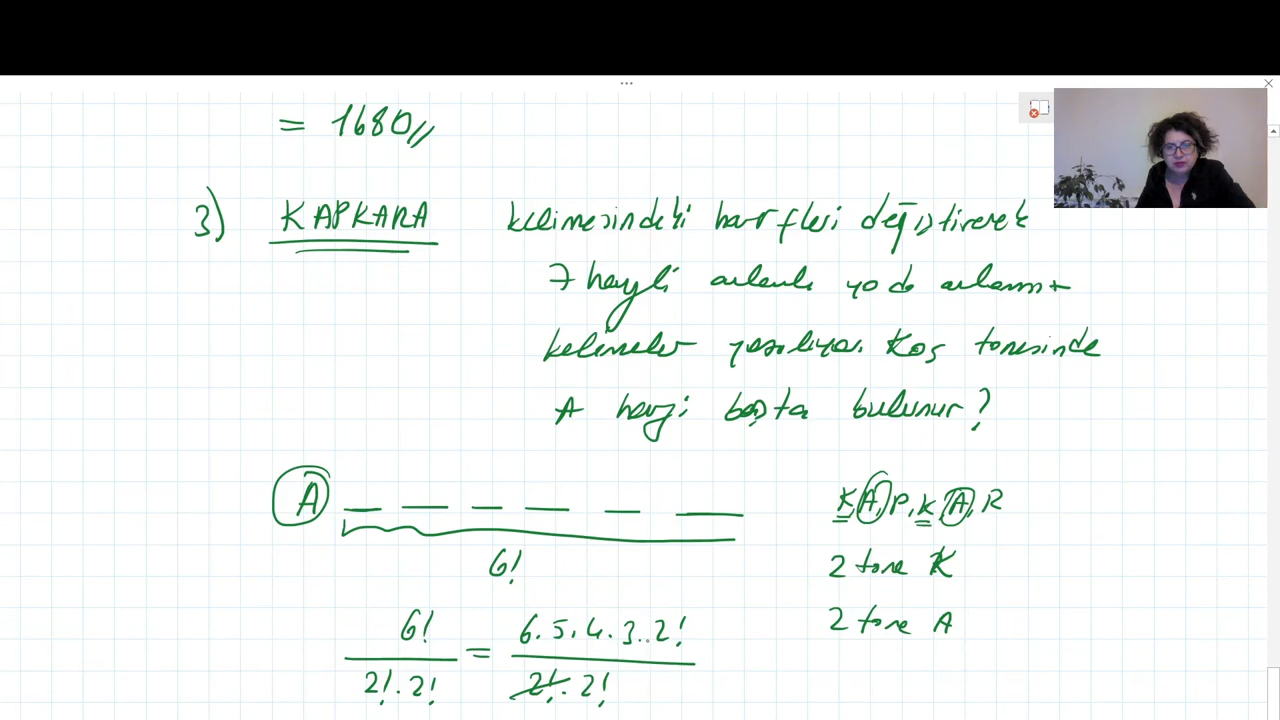 = 1680//
3) KAPKARA kelimesindeki harfleri değiştirerek
7 harfli anlamlı ya da anlamsız
kelimeler yazılıyor. Kaç tanesinde
A harfi başta bulunur?
A _ _ _ _ _ _
K, A, P, K, A, R
6!
2 tane K
2 tane A
6! / 2! . 2! = 6 . 5 . 4 . 3 . 2! / 2! . 2!